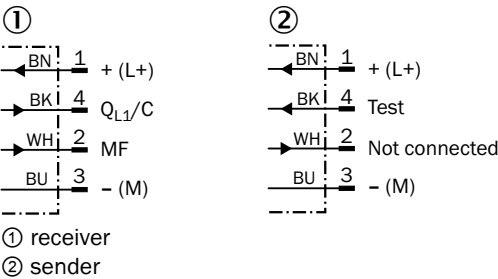 ① ②
BN 1 + (L+) BN 1 + (L+)
BK 4 Q_L1/C BK 4 Test
WH 2 MF WH 2 Not connected
BU 3 − (M) BU 3 − (M)
① receiver
② sender